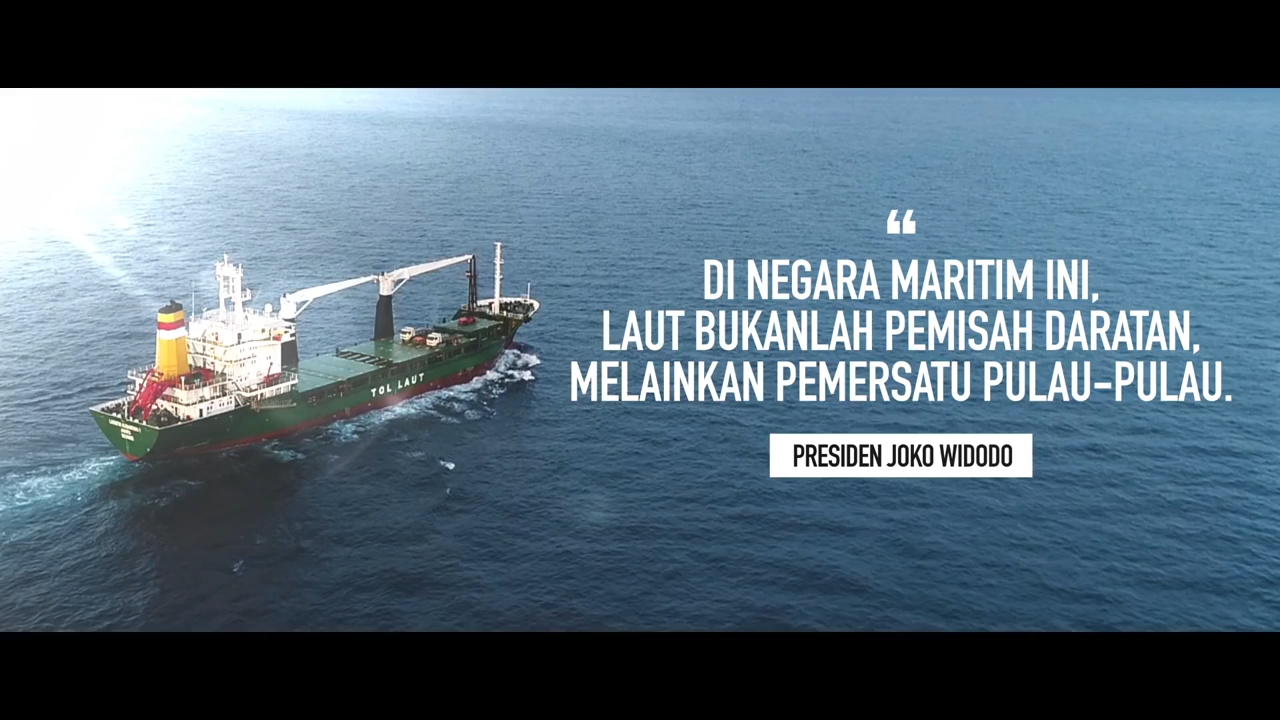 “
DI NEGARA MARITIM INI,
LAUT BUKANLAH PEMISAH DARATAN,
MELAINKAN PEMERSATU PULAU-PULAU.
PRESIDEN JOKO WIDODO
TOL LAUT